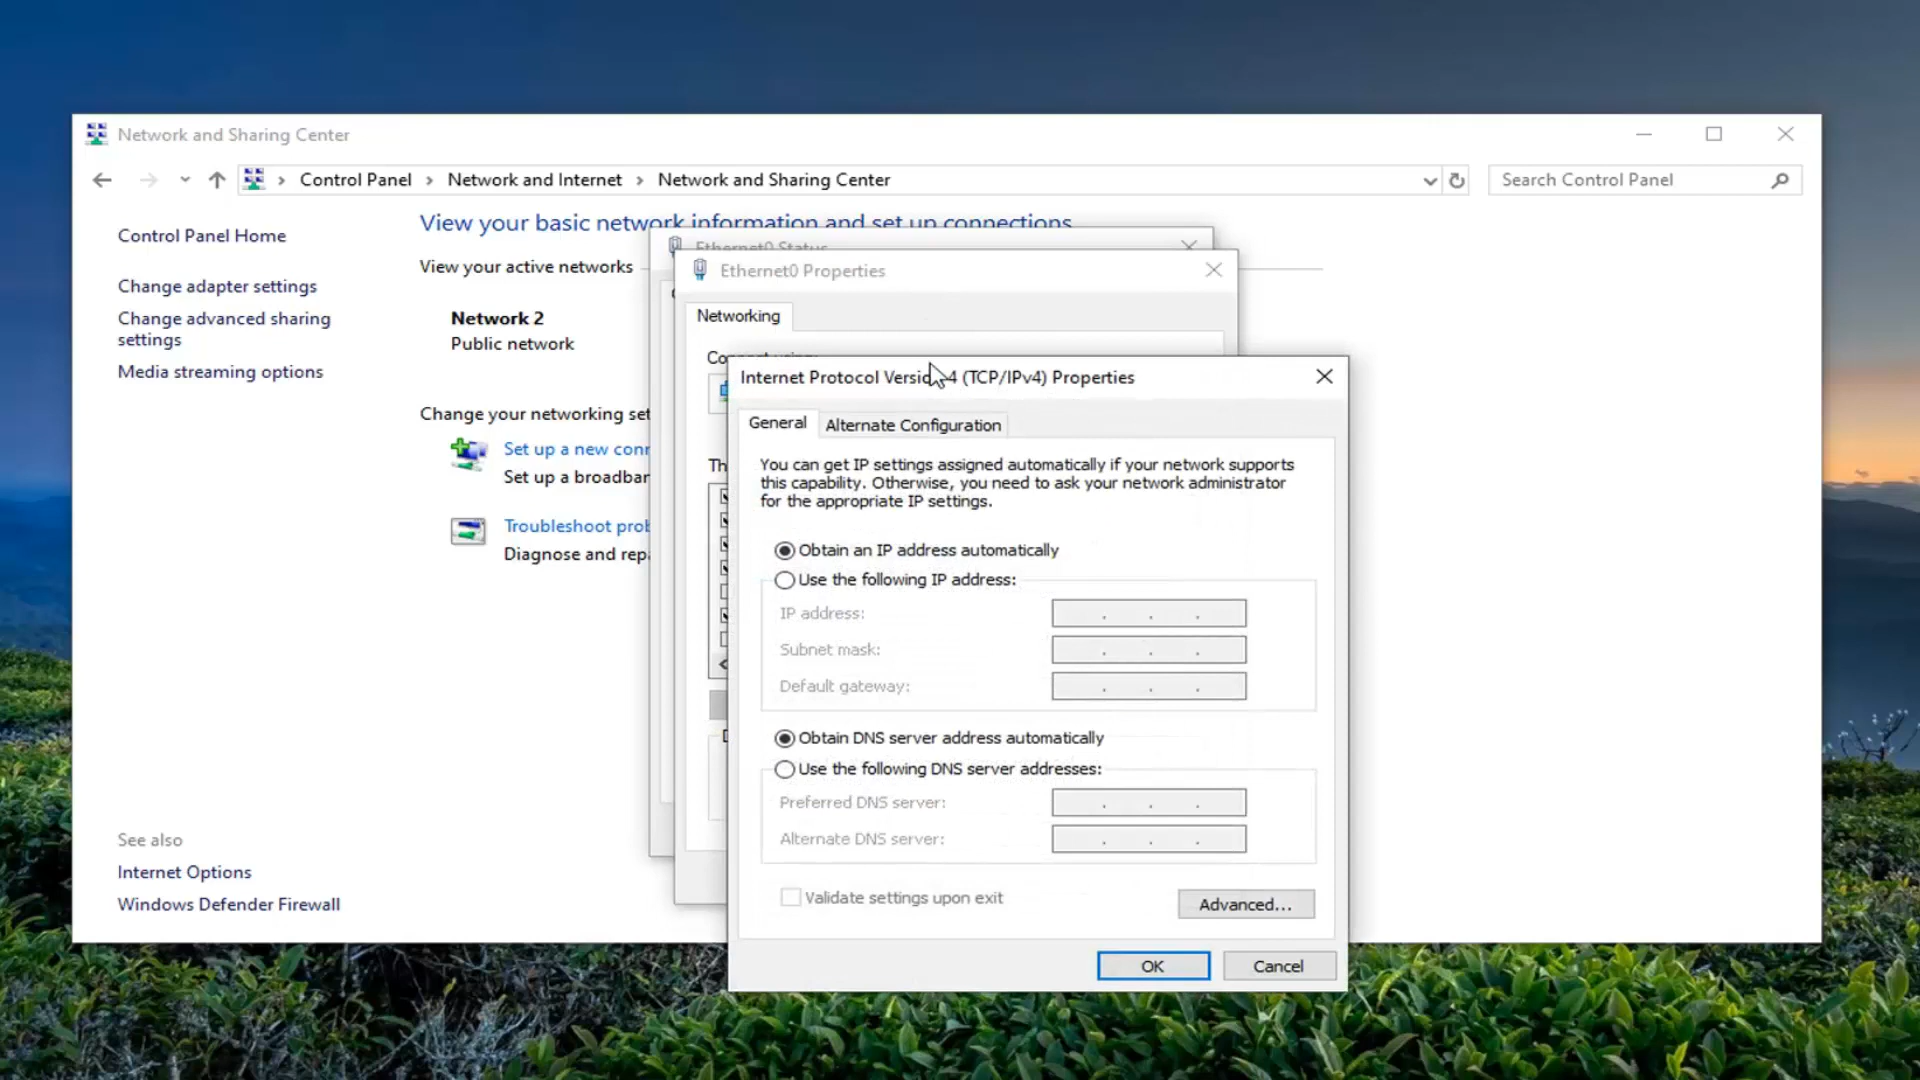 Network and Sharing Center
Control Panel
Network and Internet
Network and Sharing Center
Search Control Panel
Control Panel Home
Change adapter settings
Change advanced sharing
settings
Media streaming options
See also
Internet Options
Windows Defender Firewall
View your basic network information and set up connections
View your active networks
Network 2
Public network
Change your networking set
Set up a new conn
Set up a broadban
Troubleshoot prob
Diagnose and repa
Ethernet0 Status
Ethernet0 Properties
Networking
Connect using:
Th
Internet Protocol Version 4 (TCP/IPv4) Properties
General
Alternate Configuration
You can get IP settings assigned automatically if your network supports
this capability. Otherwise, you need to ask your network administrator
for the appropriate IP settings.
Obtain an IP address automatically
Use the following IP address:
IP address:
Subnet mask:
Default gateway:
Obtain DNS server address automatically
Use the following DNS server addresses:
Preferred DNS server:
Alternate DNS server:
Validate settings upon exit
Advanced...
OK
Cancel